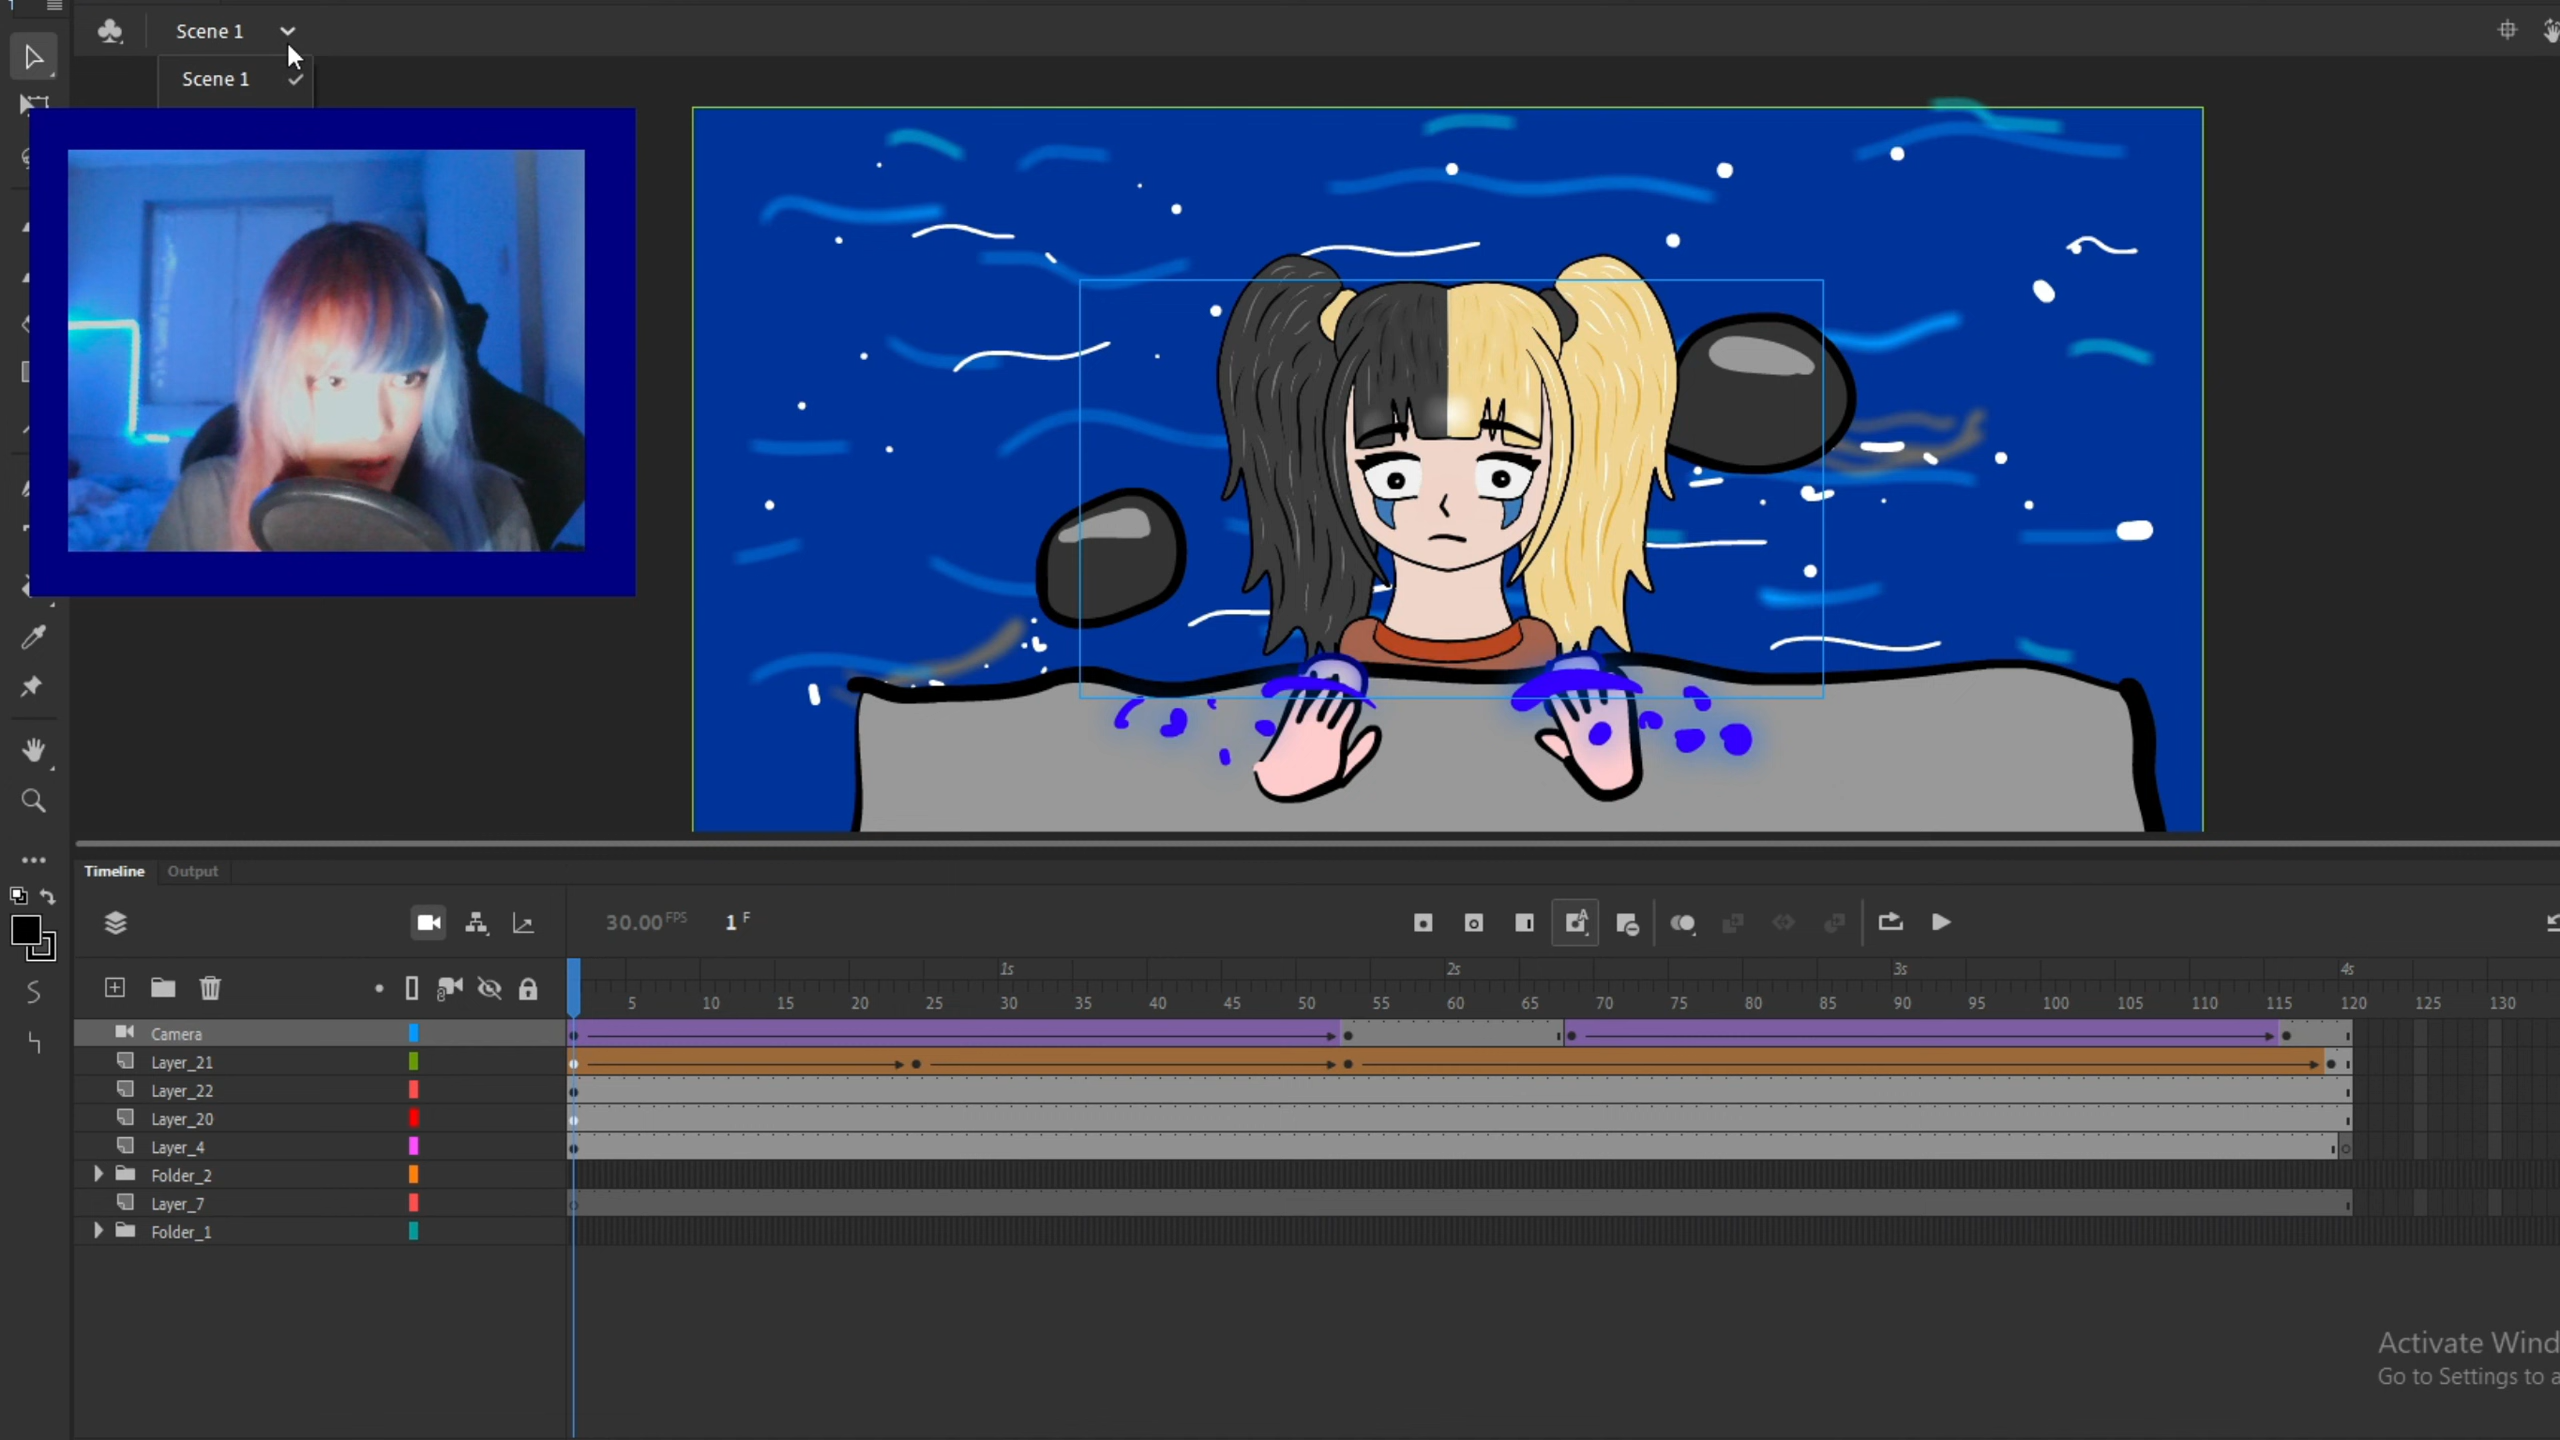 Scene 1
Scene 1
Timeline
Output
30.00 FPS
1 F
1s
2s
3s
4s
5
10
15
20
25
30
35
40
45
50
55
60
65
70
75
80
85
90
95
100
105
110
115
120
125
130
Camera
Layer_21
Layer_22
Layer_20
Layer_4
Folder_2
Layer_7
Folder_1
Activate Wind
Go to Settings to a